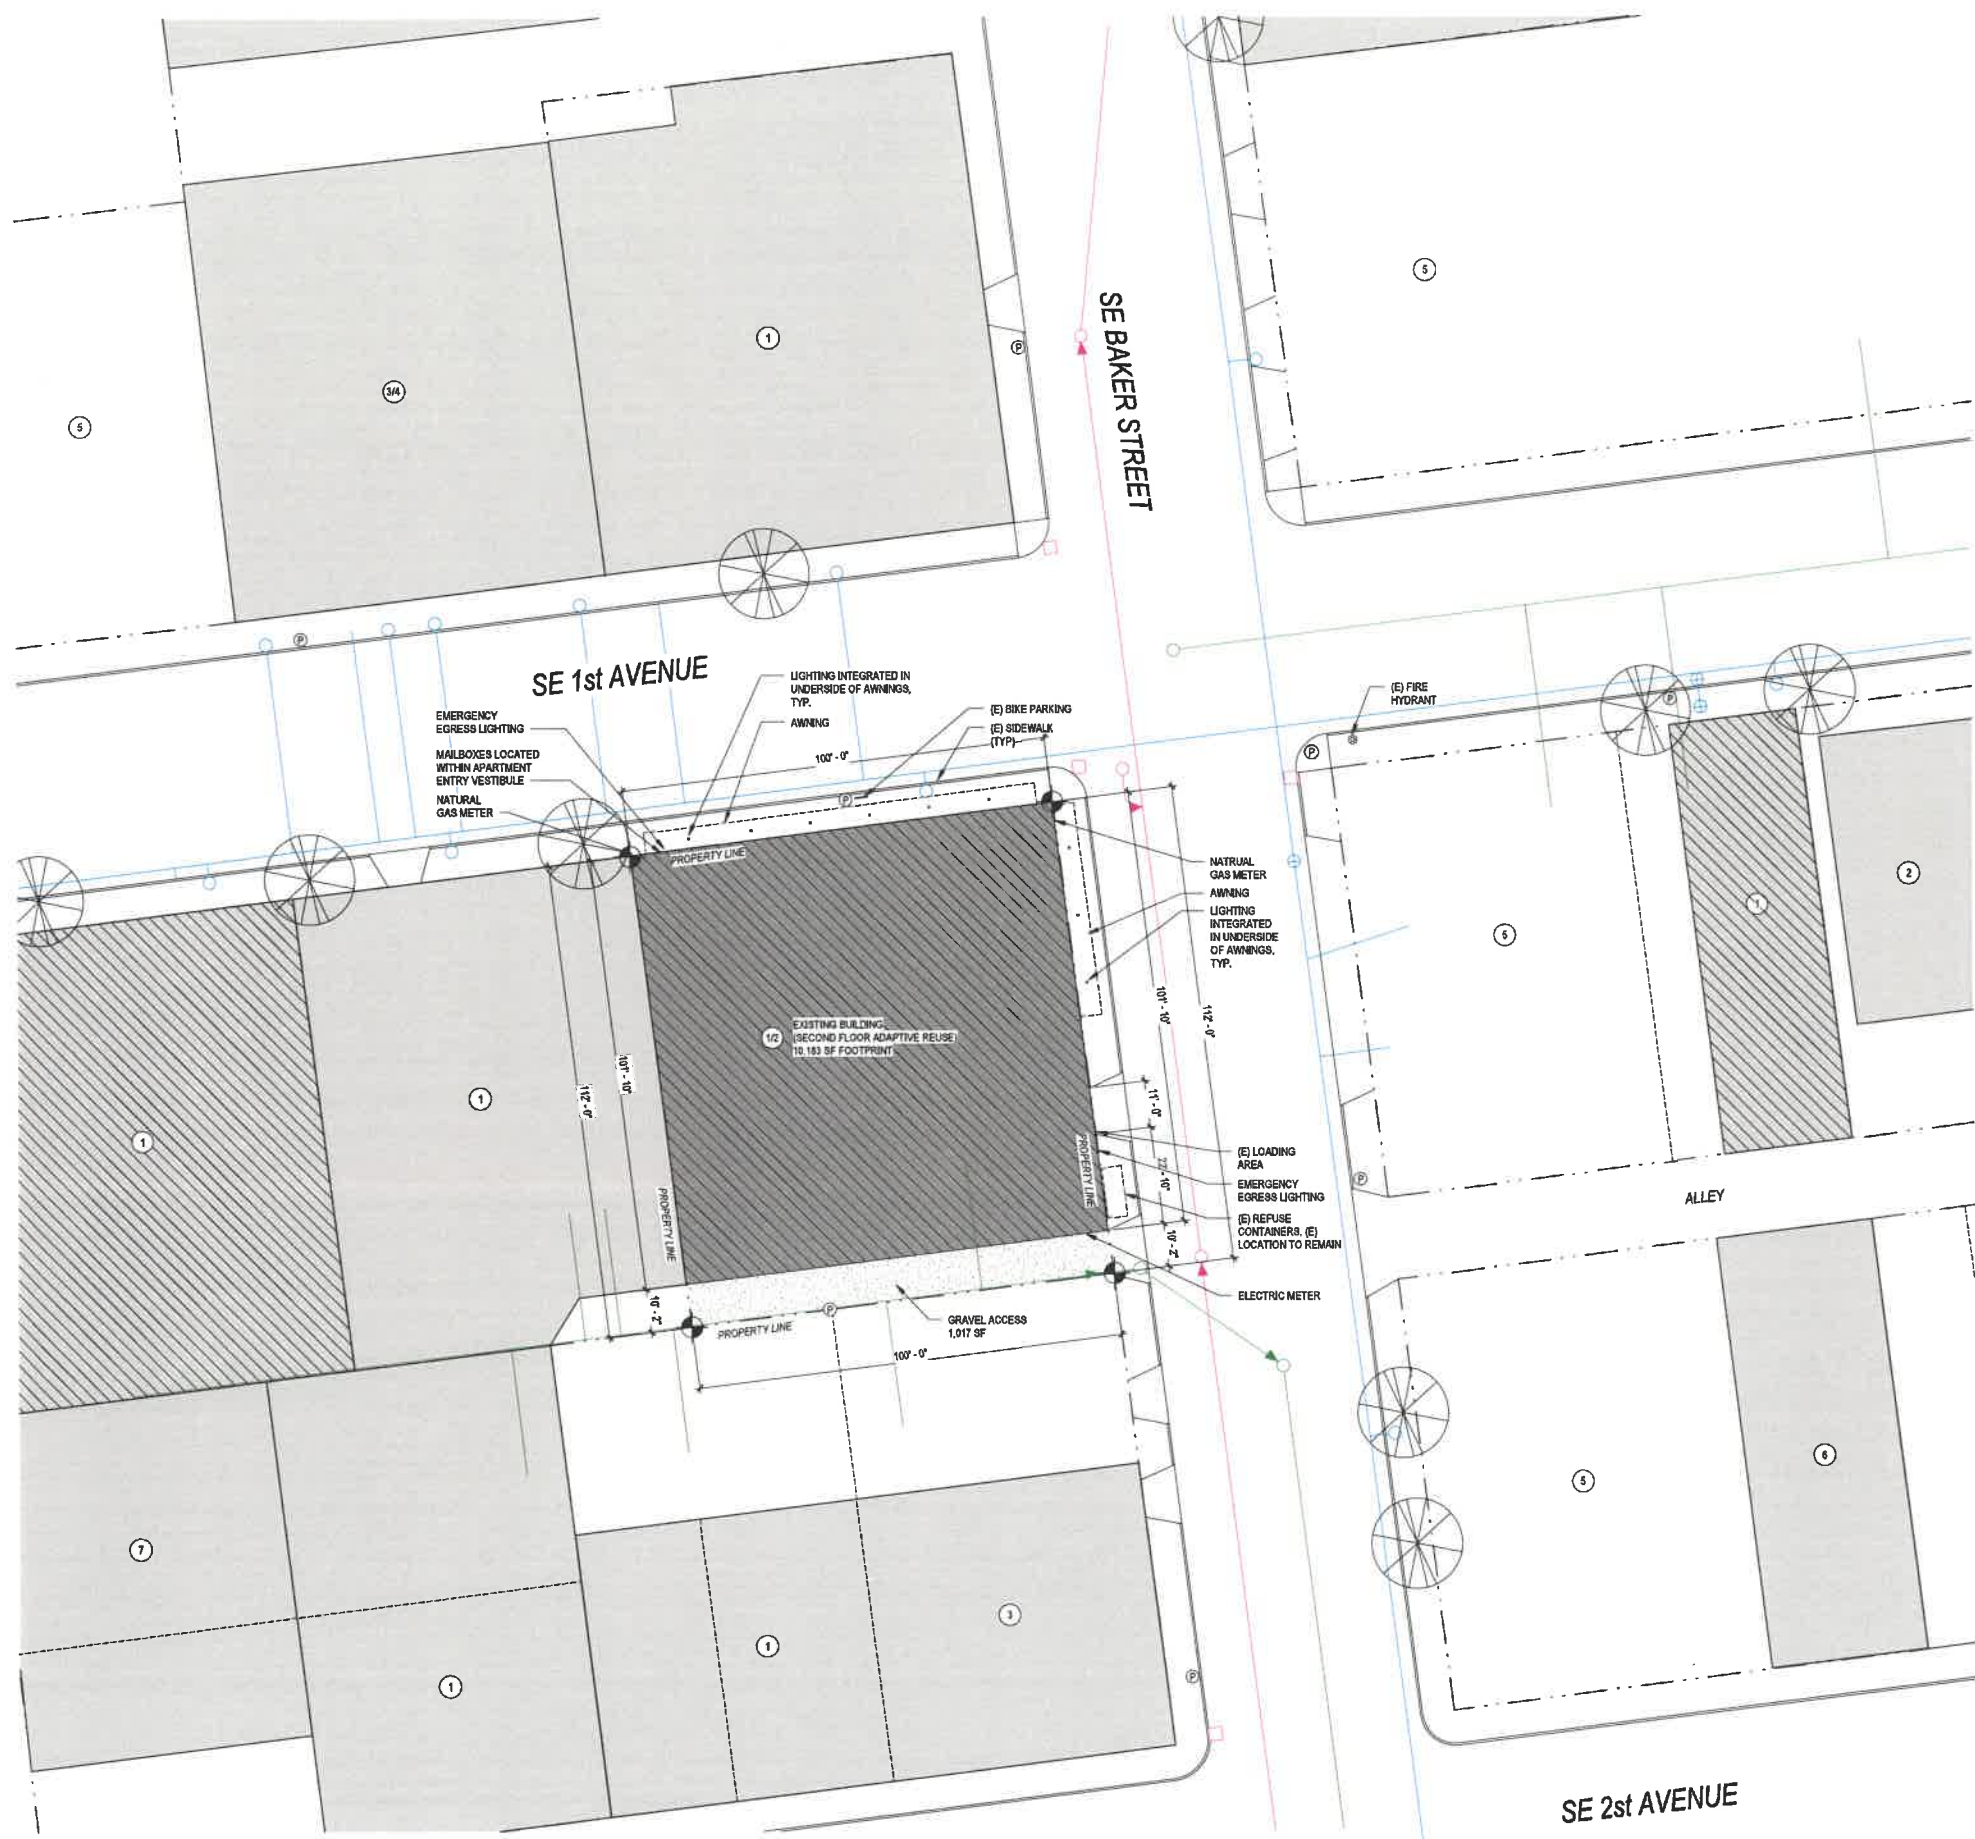 5
1
3/4
P
5
SE BAKER STREET
P
SE 1st AVENUE
LIGHTING INTEGRATED IN
UNDERSIDE OF AWNINGS,
TYP.
AWNING
(E) BIKE PARKING
(E) SIDEWALK
(TYP)
100' - 0"
EMERGENCY
EGRESS LIGHTING
MAILBOXES LOCATED
WITHIN APARTMENT
ENTRY VESTIBULE
NATURAL
GAS METER
P
PROPERTY LINE
(E) FIRE
HYDRANT
P
P
NATRUAL
GAS METER
AWNING
LIGHTING
INTEGRATED
IN UNDERSIDE
OF AWNINGS,
TYP.
2
1
5
1/2
EXISTING BUILDING
(SECOND FLOOR ADAPTIVE REUSE)
10,183 SF FOOTPRINT
101' - 10"
112' - 0"
101' - 10"
112' - 0"
1
1
11' - 0"
22' - 10"
10' - 2"
PROPERTY LINE
PROPERTY LINE
(E) LOADING
AREA
EMERGENCY
EGRESS LIGHTING
(E) REFUSE
CONTAINERS, (E)
LOCATION TO REMAIN
ELECTRIC METER
P
ALLEY
10' - 2"
P
PROPERTY LINE
GRAVEL ACCESS
1,017 SF
100' - 0"
7
1
1
3
P
5
6
SE 2st AVENUE